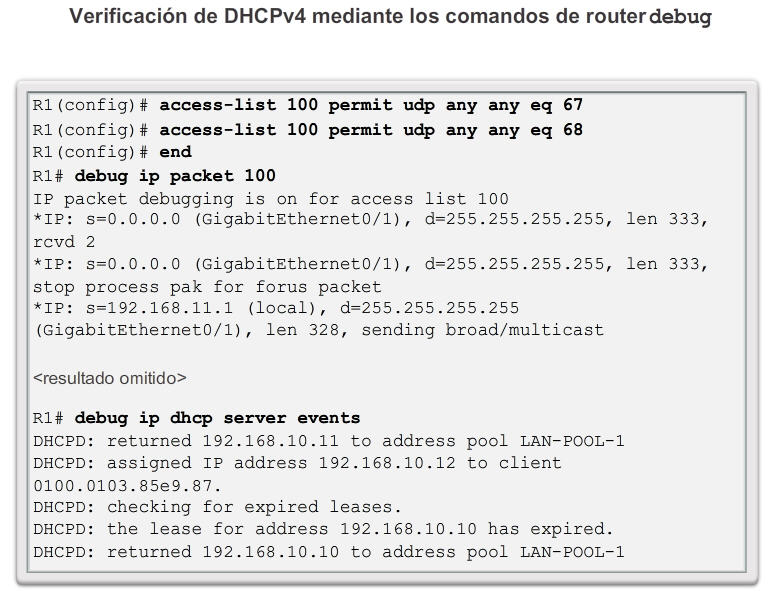 Verificación de DHCPv4 mediante los comandos de router debug
R1(config)# access-list 100 permit udp any any eq 67
R1(config)# access-list 100 permit udp any any eq 68
R1(config)# end
R1# debug ip packet 100
IP packet debugging is on for access list 100
*IP: s=0.0.0.0 (GigabitEthernet0/1), d=255.255.255.255, len 333,
rcvd 2
*IP: s=0.0.0.0 (GigabitEthernet0/1), d=255.255.255.255, len 333,
stop process pak for forus packet
*IP: s=192.168.11.1 (local), d=255.255.255.255
(GigabitEthernet0/1), len 328, sending broad/multicast
<resultado omitido>
R1# debug ip dhcp server events
DHCPD: returned 192.168.10.11 to address pool LAN-POOL-1
DHCPD: assigned IP address 192.168.10.12 to client
0100.0103.85e9.87.
DHCPD: checking for expired leases.
DHCPD: the lease for address 192.168.10.10 has expired.
DHCPD: returned 192.168.10.10 to address pool LAN-POOL-1